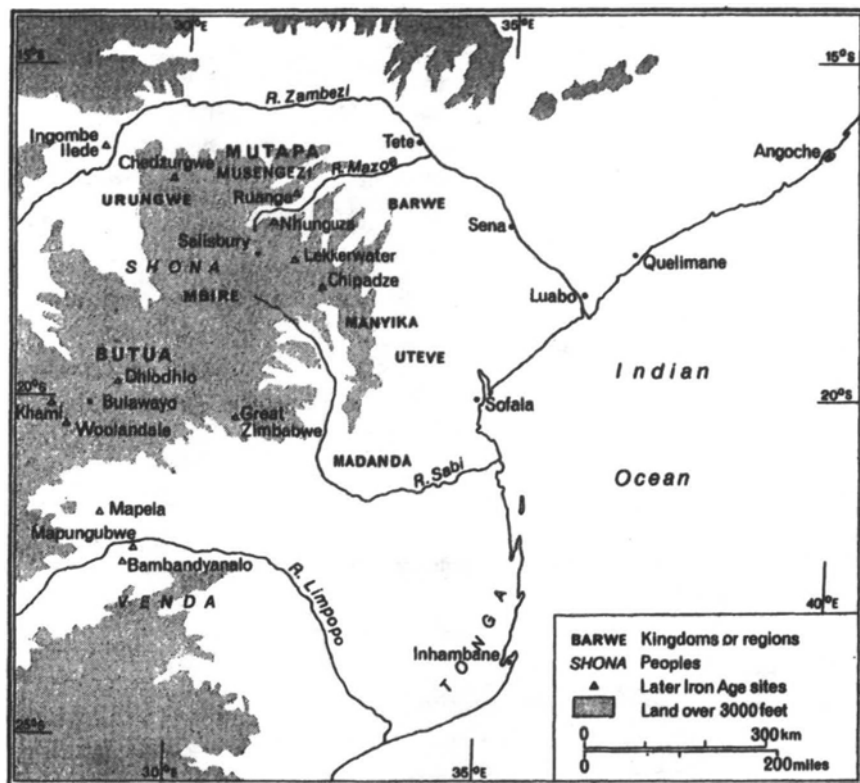 30°E
35°E
15°S
15°S
R. Zambezi
Ingombe
Ilede
Tete
MUTAPA
Chedzurgwe
MUSENGEZI
R. Mazoe
Angoche
URUNGWE
Ruanga
BARWE
Nhunguza
Sena
Salisbury
SHONA
Lekkerwater
Quelimane
Chipadze
MBIRE
Luabo
MANYIKA
BUTUA
UTEVE
Indian
Dhlodhlo
20°S
20°S
Khami
Bulawayo
Great
Zimbabwe
Sofala
Woolandale
MADANDA
R. Sabi
Ocean
Mapela
Mapungubwe
Bambandyanalo
R. Limpopo
VENDA
40°E
TONGA
BARWE Kingdoms or regions
Inhambane
SHONA Peoples
Later Iron Age sites
Land over 3000 feet
25°S
0 300 km
0 200 miles
30°E
35°E